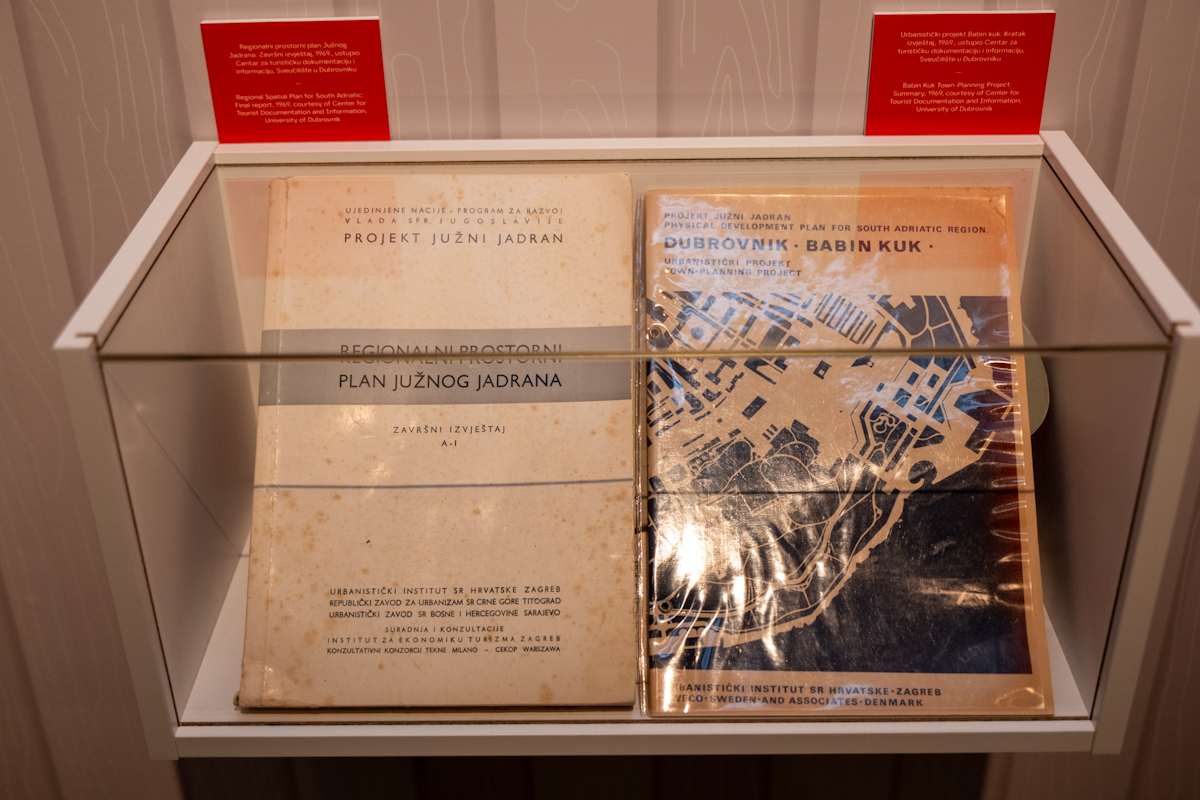 Regionalni prostorni plan Južnog
Jadrana: Završni izvještaj, 1969., ustupio
Centar za turističku dokumentaciju i
informaciju, Sveučilište u Dubrovniku
—
Regional Spatial Plan for South Adriatic:
Final report, 1969, courtesy of Center for
Tourist Documentation and Information,
University of Dubrovnik
Urbanistički projekt Babin kuk. Kratak
izvještaj, 1969., ustupio Centar za
turističku dokumentaciju i informaciju,
Sveučilište u Dubrovniku
—
Babin Kuk Town-Planning Project.
Summary, 1969, courtesy of Center for
Tourist Documentation and Information,
University of Dubrovnik
UJEDINJENE NACIJE - PROGRAM ZA RAZVOJ
VLADA SFR JUGOSLAVIJE
PROJEKT JUŽNI JADRAN
REGIONALNI PROSTORNI
PLAN JUŽNOG JADRANA
ZAVRŠNI IZVJEŠTAJ
A-I
URBANISTIČKI INSTITUT SR HRVATSKE ZAGREB
REPUBLIČKI ZAVOD ZA URBANIZAM SR CRNE GORE TITOGRAD
URBANISTIČKI ZAVOD SR BOSNE I HERCEGOVINE SARAJEVO
SURADNJA I KONZULTACIJE
INSTITUT ZA EKONOMIKU TURIZMA ZAGREB
KONZULTATIVNI KONZORCIJ TEKNE MILANO - CEKOP WARSZAWA
PROJEKT JUŽNI JADRAN
PHYSICAL DEVELOPMENT PLAN FOR SOUTH ADRIATIC REGION
DUBROVNIK · BABIN KUK ·
URBANISTIČKI PROJEKT
TOWN-PLANNING PROJECT
URBANISTIČKI INSTITUT SR HRVATSKE·ZAGREB
SWECO·SWEDEN·AND ASSOCIATES·DENMARK